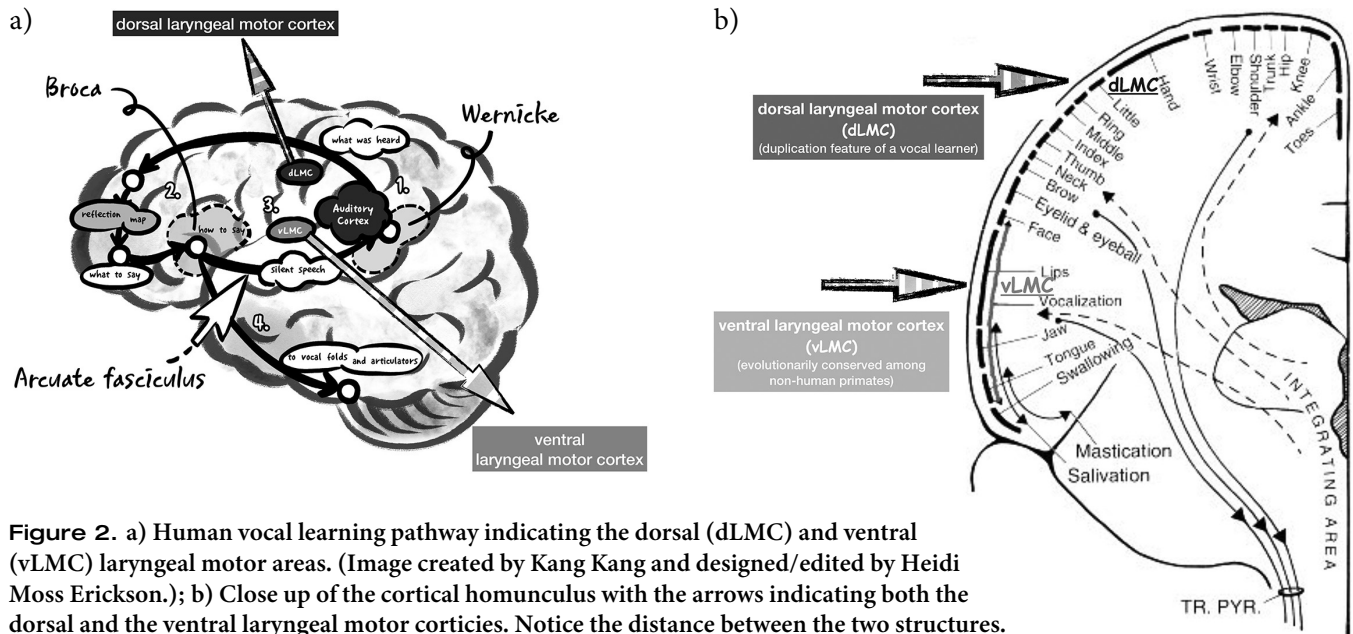 a)
dorsal laryngeal motor cortex
Broca
Wernicke
what was heard
dLMC
1.
2.
3.
Auditory
Cortex
reflection map
how to say
vLMC
what to say
silent speech
4.
to vocal folds and articulators
Arcuate fasciculus
ventral
laryngeal motor cortex
b)
dorsal laryngeal motor cortex
(dLMC)
(duplication feature of a vocal learner)
ventral laryngeal motor cortex
(vLMC)
(evolutionarily conserved among
non-human primates)
Toes
Ankle
Knee
Hip
Trunk
Shoulder
Elbow
Wrist
Hand
dLMC
Little
Ring
Middle
Index
Thumb
Neck
Brow
Eyelid & eyeball
Face
Lips
vLMC
Vocalization
Jaw
Tongue
Swallowing
Mastication
Salivation
INTEGRATING AREA
TR. PYR.
Figure 2. a) Human vocal learning pathway indicating the dorsal (dLMC) and ventral
(vLMC) laryngeal motor areas. (Image created by Kang Kang and designed/edited by Heidi
Moss Erickson.); b) Close up of the cortical homunculus with the arrows indicating both the
dorsal and the ventral laryngeal motor corticies. Notice the distance between the two structures.